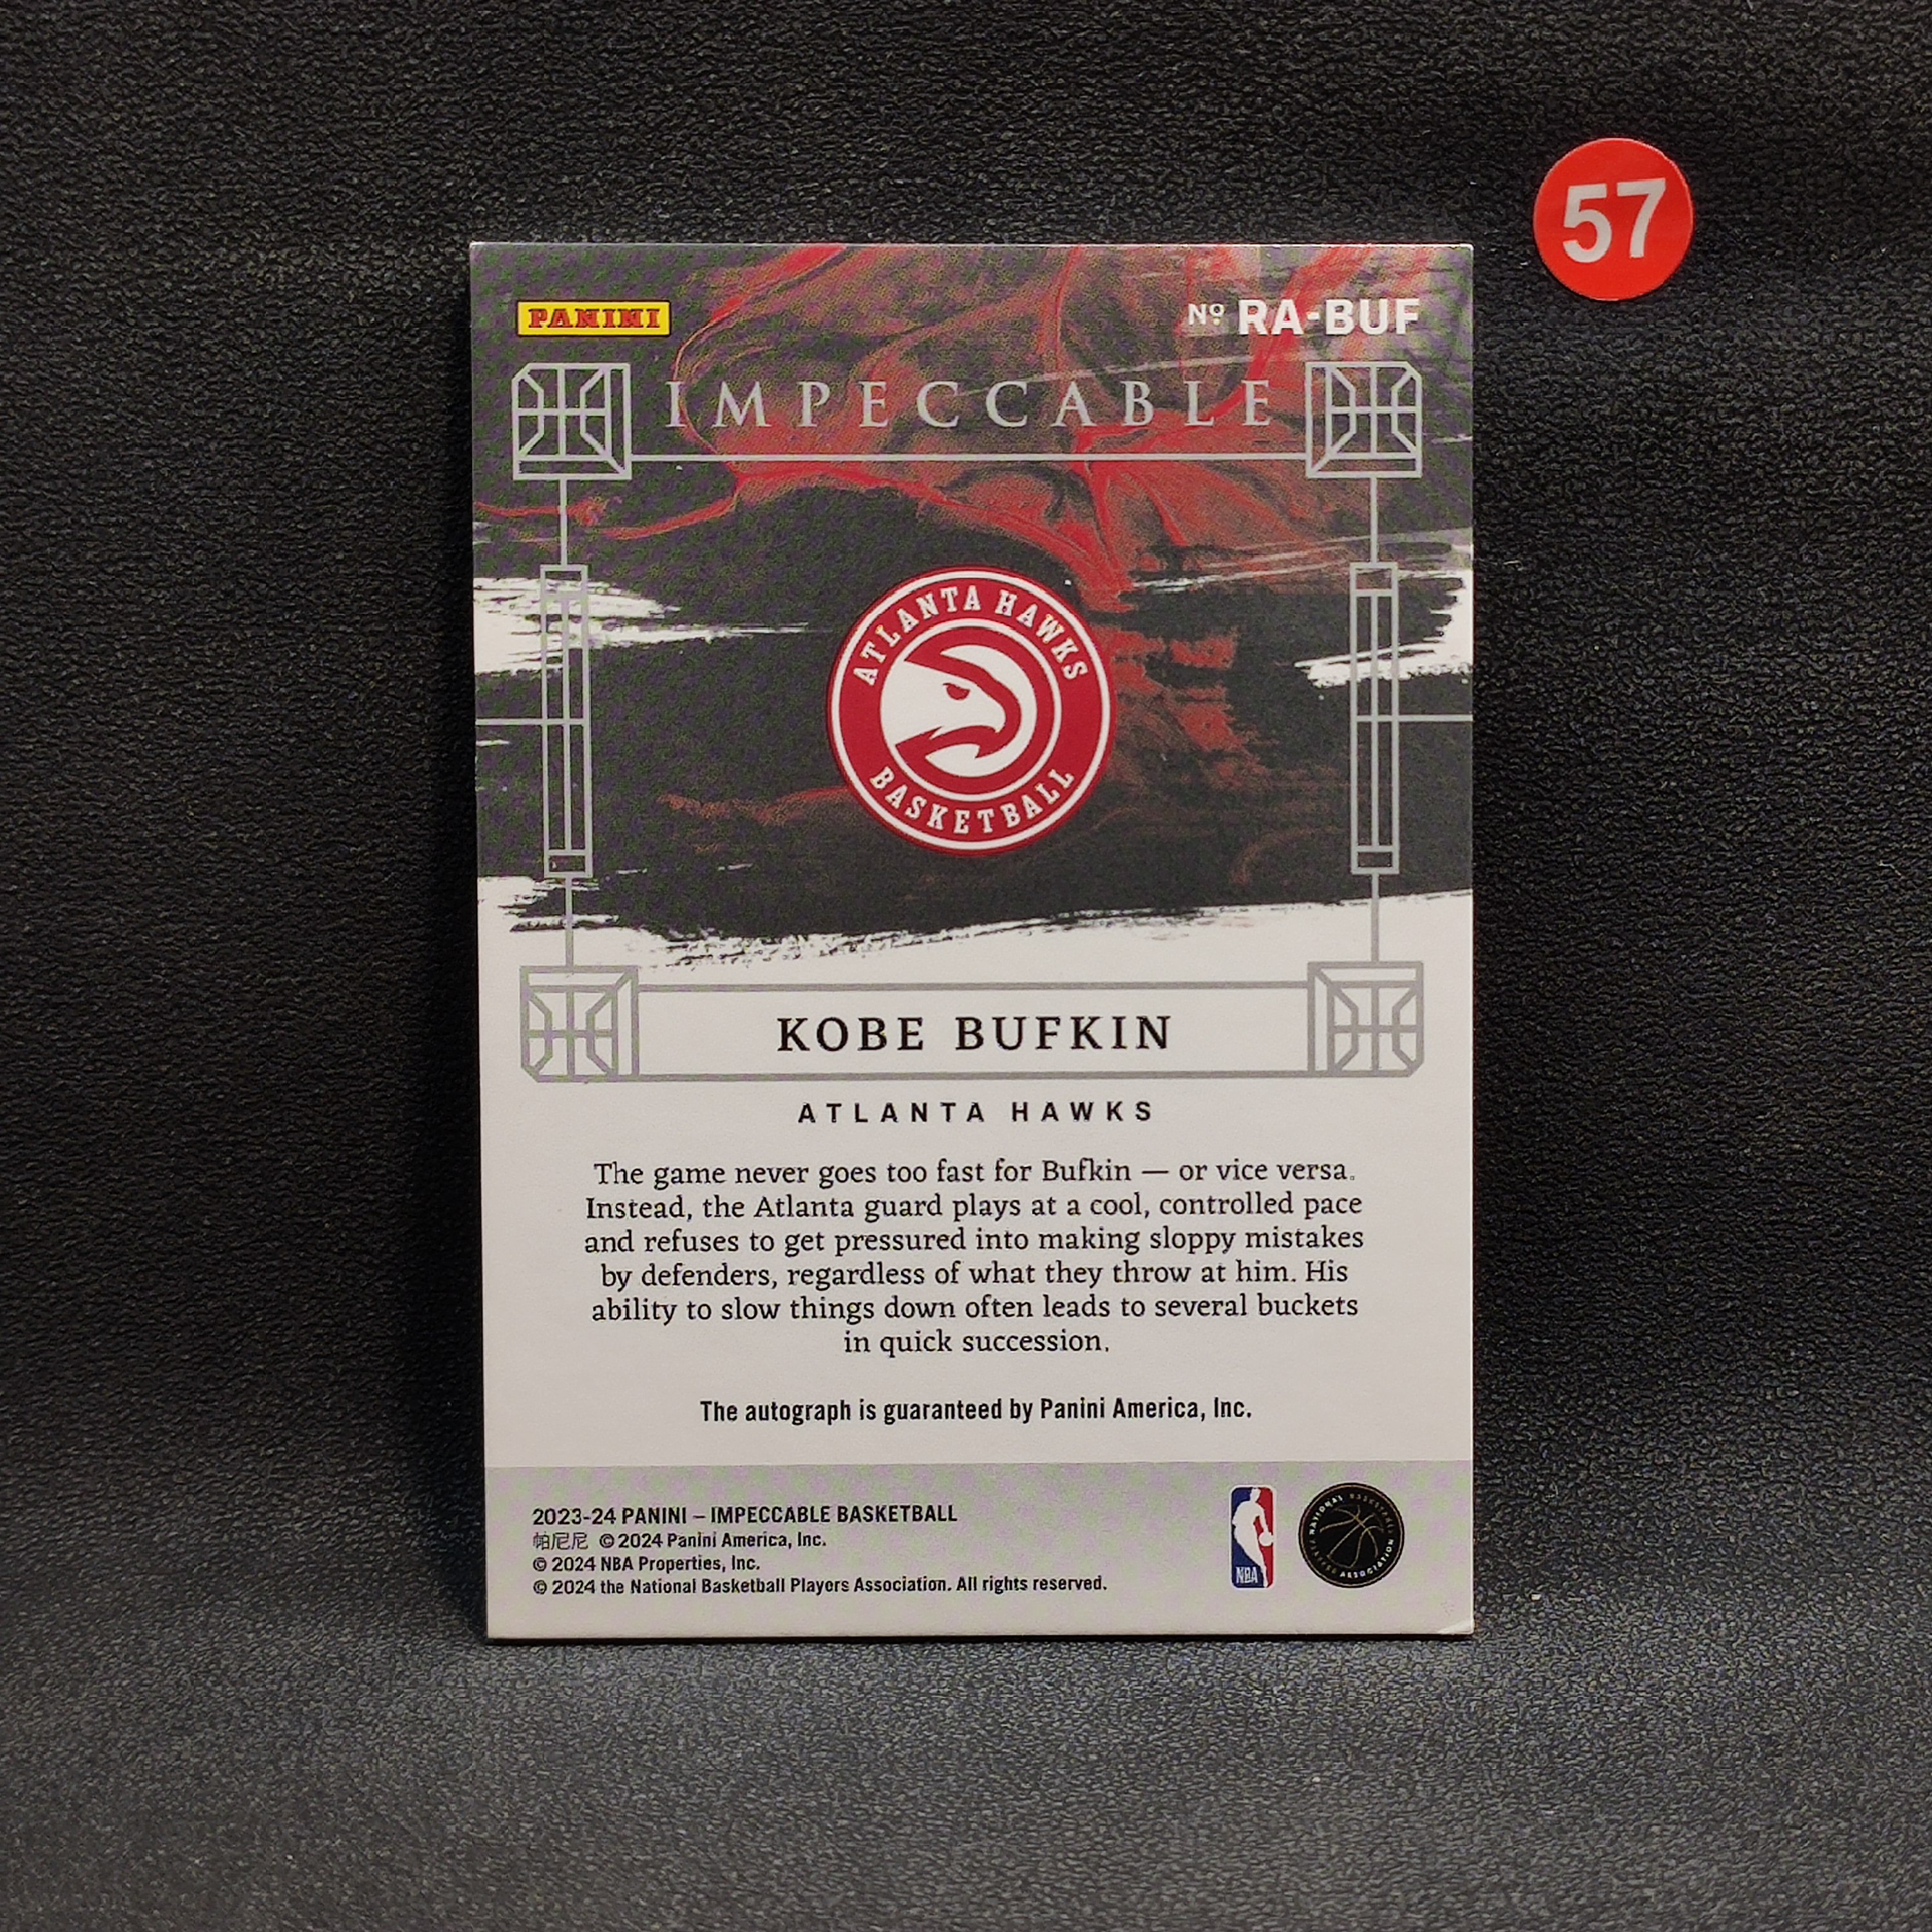 57
PANINI
Nº RA-BUF
IMPECCABLE
ATLANTA HAWKS
BASKETBALL
KOBE BUFKIN
ATLANTA HAWKS
The game never goes too fast for Bufkin — or vice versa.
Instead, the Atlanta guard plays at a cool, controlled pace
and refuses to get pressured into making sloppy mistakes
by defenders, regardless of what they throw at him. His
ability to slow things down often leads to several buckets
in quick succession.
The autograph is guaranteed by Panini America, Inc.
2023-24 PANINI – IMPECCABLE BASKETBALL
帕尼尼 © 2024 Panini America, Inc.
© 2024 NBA Properties, Inc.
© 2024 the National Basketball Players Association. All rights reserved.
NBA
NATIONAL BASKETBALL
PLAYERS ASSOCIATION